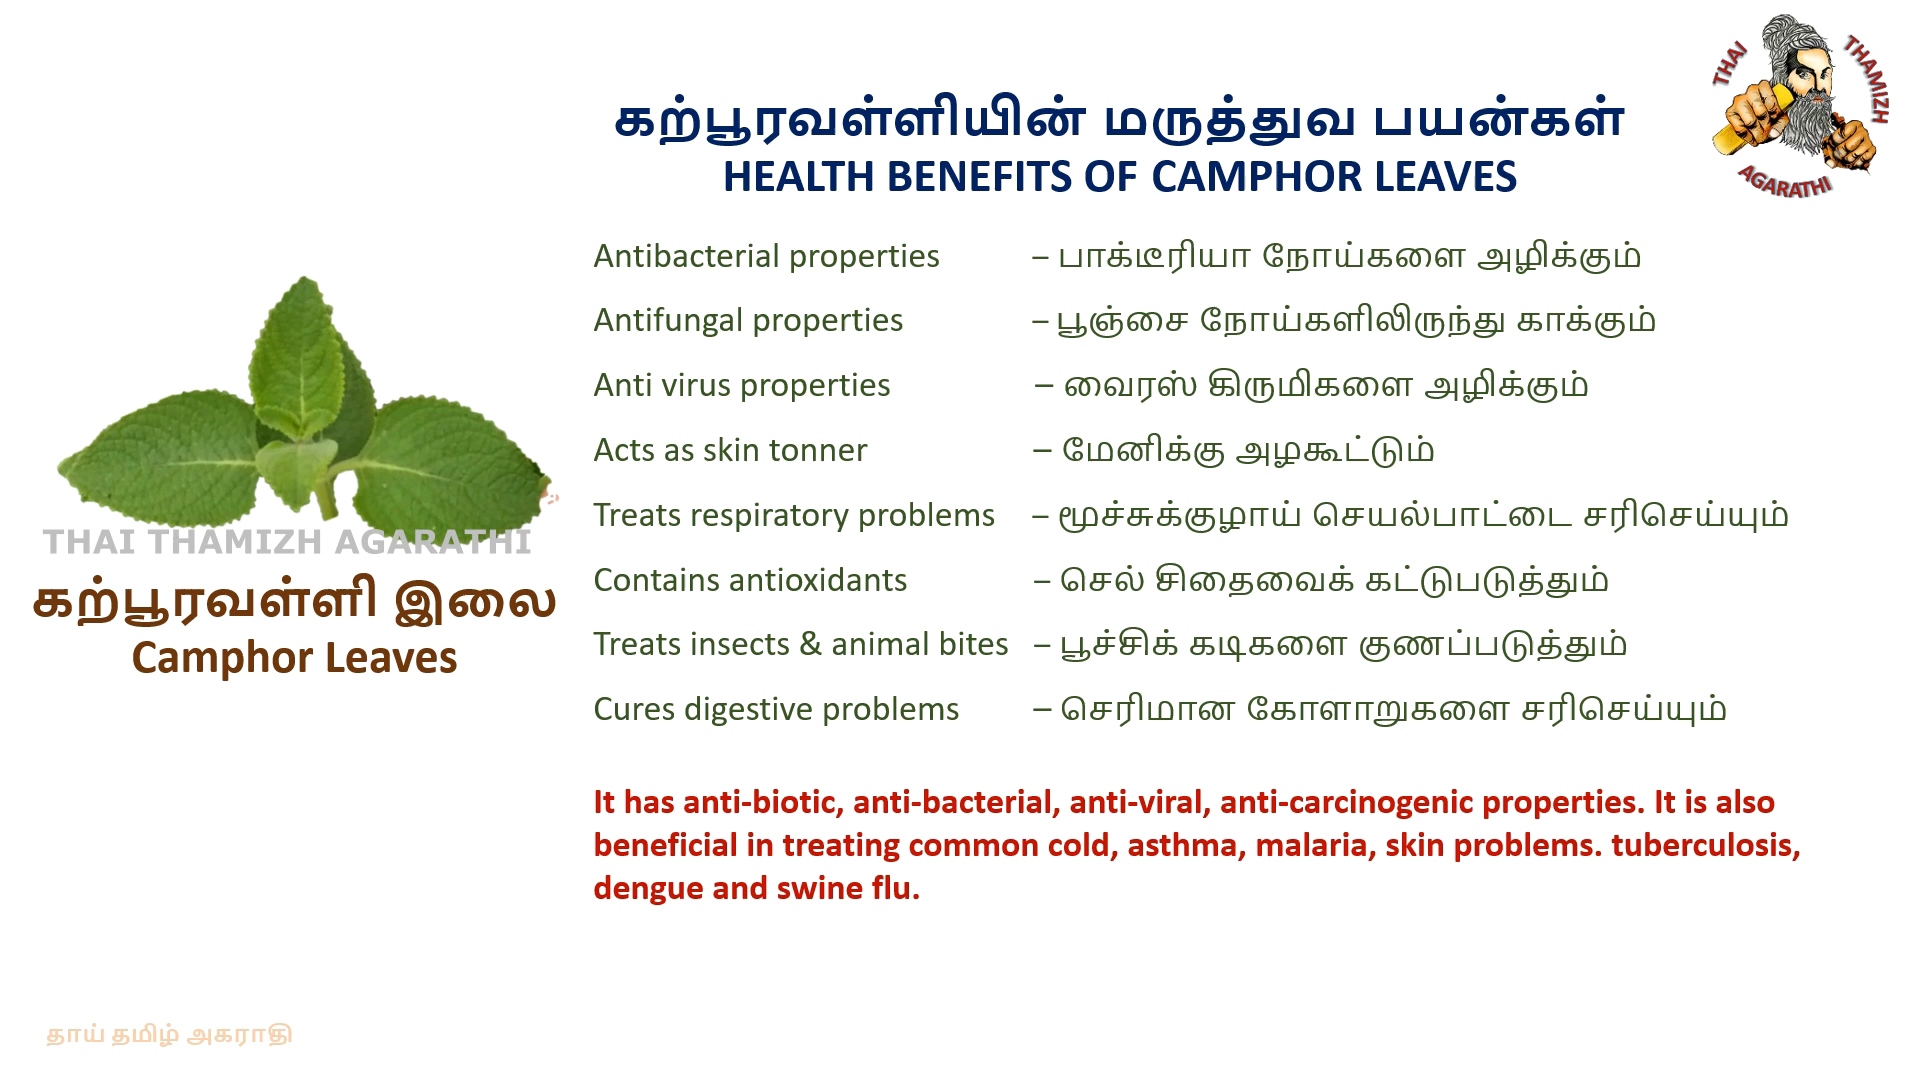 கற்பூரவள்ளியின் மருத்துவ பயன்கள்
HEALTH BENEFITS OF CAMPHOR LEAVES
THAI THAMIZH AGARATHI
Antibacterial properties – பாக்டீரியா நோய்களை அழிக்கும்
Antifungal properties – பூஞ்சை நோய்களிலிருந்து காக்கும்
Anti virus properties – வைரஸ் கிருமிகளை அழிக்கும்
Acts as skin tonner – மேனிக்கு அழகூட்டும்
Treats respiratory problems – மூச்சுக்குழாய் செயல்பாட்டை சரிசெய்யும்
Contains antioxidants – செல் சிதைவைக் கட்டுபடுத்தும்
Treats insects & animal bites – பூச்சிக் கடிகளை குணப்படுத்தும்
Cures digestive problems – செரிமான கோளாறுகளை சரிசெய்யும்
THAI THAMIZH AGARATHI
கற்பூரவள்ளி இலை
Camphor Leaves
It has anti-biotic, anti-bacterial, anti-viral, anti-carcinogenic properties. It is also
beneficial in treating common cold, asthma, malaria, skin problems. tuberculosis,
dengue and swine flu.
தாய் தமிழ் அகராதி